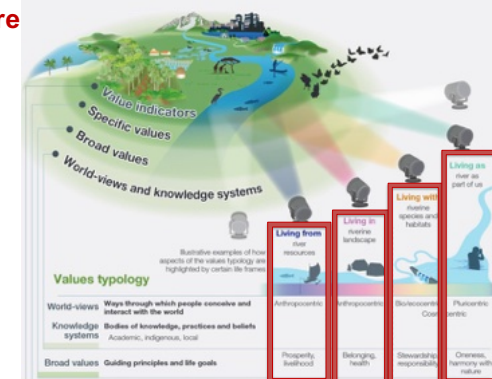 re
Value indicators
Specific values
Broad values
World-views and knowledge systems
Living as
river as
part of us
Living with
riverine
species and
habitats
Living in
riverine
landscape
Living from
river
resources
Illustrative examples of how
aspects of the values typology are
highlighted by certain life frames
Values typology
World-views Ways through which people conceive and
interact with the world
Anthropocentric Anthropocentric Bio/ecocentric Pluricentric
Knowledge
systems
Bodies of knowledge, practices and beliefs
Academic, indigenous, local
Broad values Guiding principles and life goals
Prosperity,
livelihood
Belonging,
health
Stewardship,
responsibility
Oneness,
harmony with
nature